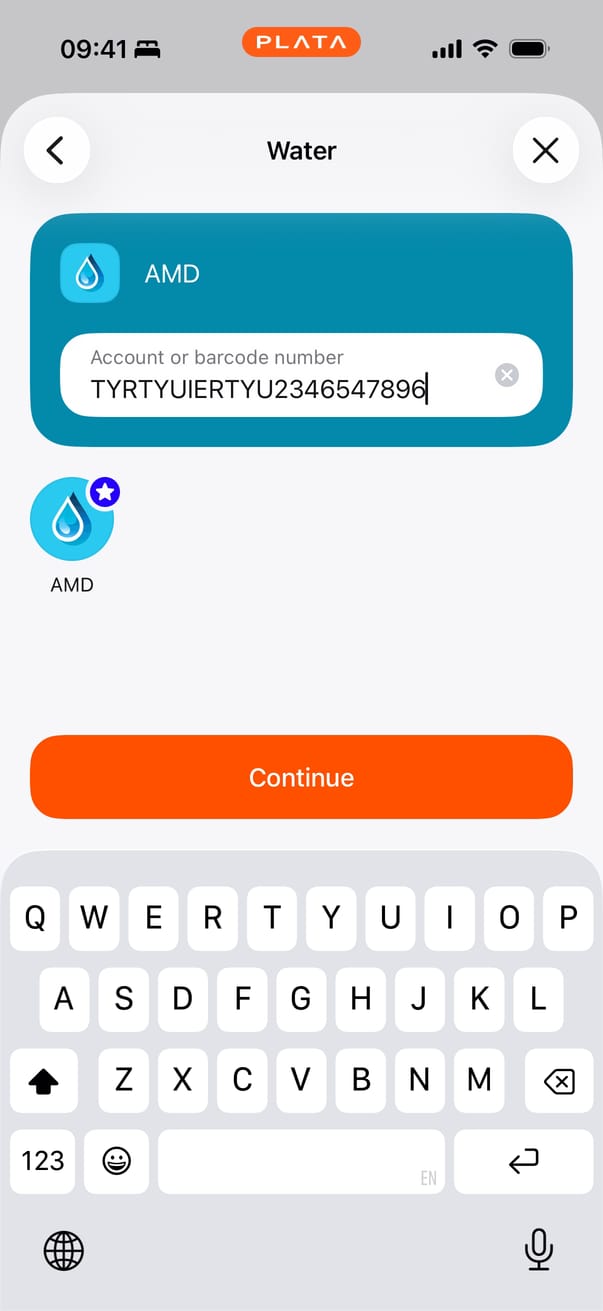 09:41
PLATA
Water
AMD
Account or barcode number
TYRTYUIERTYU2346547896
AMD
Continue
Q W E R T Y U I O P
A S D F G H J K L
Z X C V B N M
123
EN